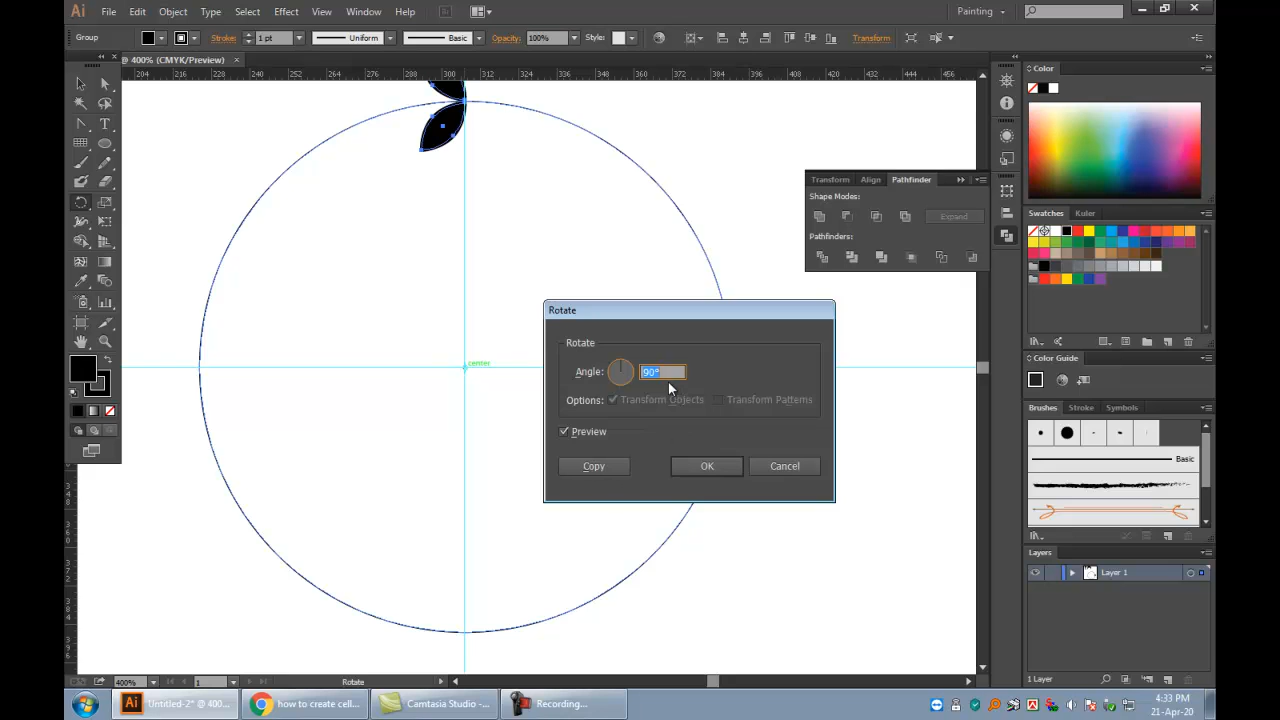 Ai File Edit Object Type Select Effect View Window Help Br Painting
Group Stroke: 1 pt Uniform Basic Opacity: 100% Style: Transform
@ 400% (CMYK/Preview) ×
204 240 252 264 276 288 300 312 324 336 348 360 372 384 396 408 420 432 444 456
Color
Transform Align Pathfinder
Shape Modes:
Expand
Pathfinders:
Swatches Kuler
Rotate
Rotate
Angle: 90°
Options: Transform Objects Transform Patterns
Preview
Copy OK Cancel
center
Color Guide
Brushes Stroke Symbols
Basic
Layers
Layer 1
1 Layer
400% 1 Rotate
Ai Untitled-2* @ 400... how to create cell... Camtasia Studio -... Recording...
4:33 PM
21-Apr-20